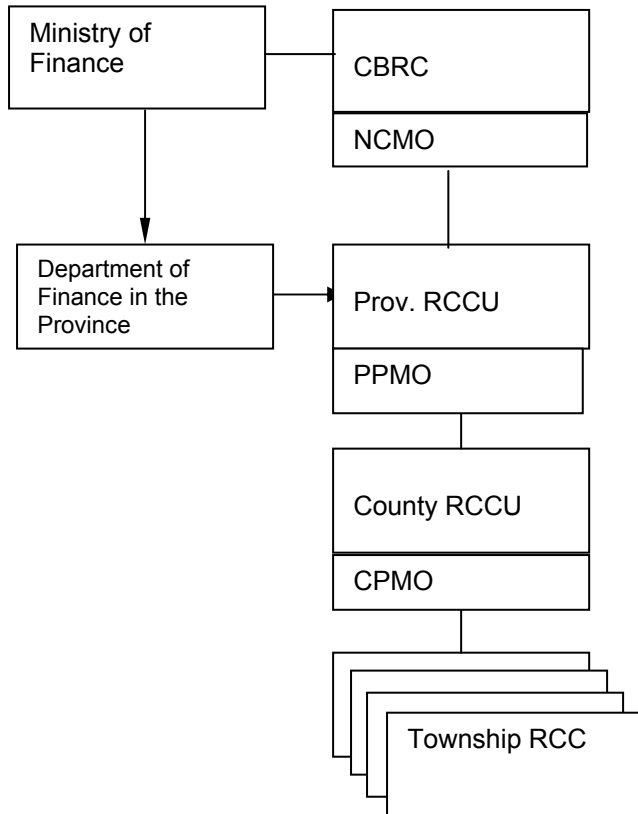 Ministry of
Finance
CBRC
NCMO
Department of
Finance in the
Province
Prov. RCCU
PPMO
County RCCU
CPMO
Township RCC